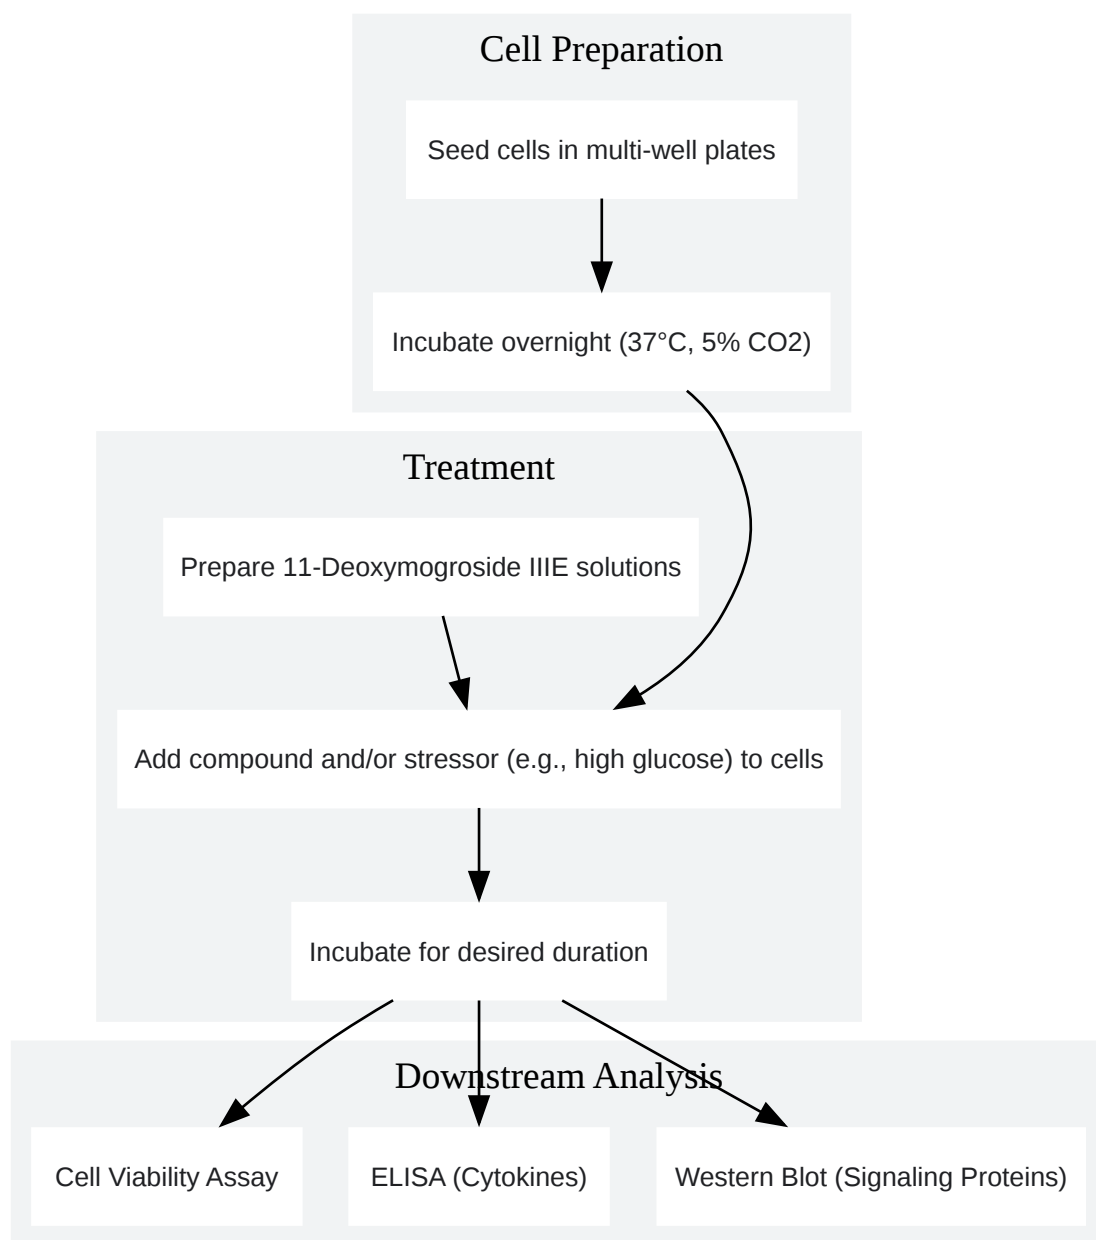 Cell Preparation
Seed cells in multi-well plates
Incubate overnight (37°C, 5% CO2)
Treatment
Prepare 11-Deoxymogroside IIIE solutions
Add compound and/or stressor (e.g., high glucose) to cells
Incubate for desired duration
Downstream Analysis
Cell Viability Assay
ELISA (Cytokines)
Western Blot (Signaling Proteins)